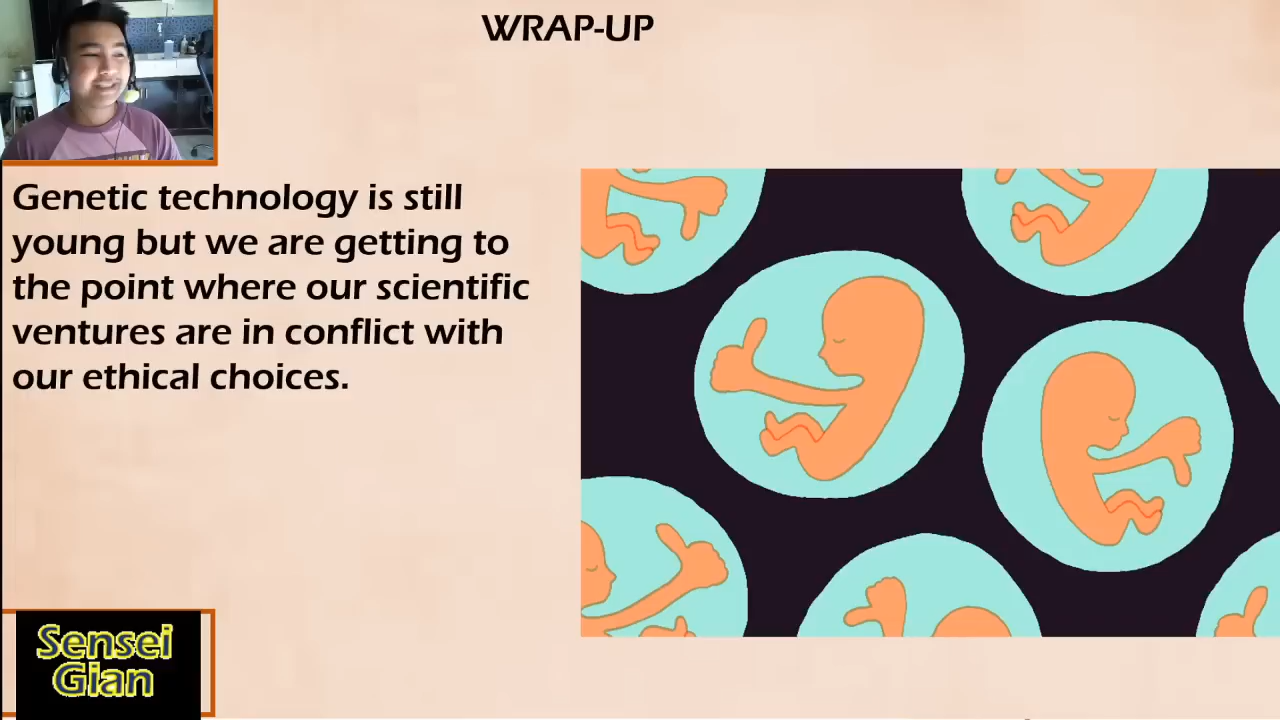 WRAP-UP
Genetic technology is still
young but we are getting to
the point where our scientific
ventures are in conflict with
our ethical choices.
Sensei
Gian